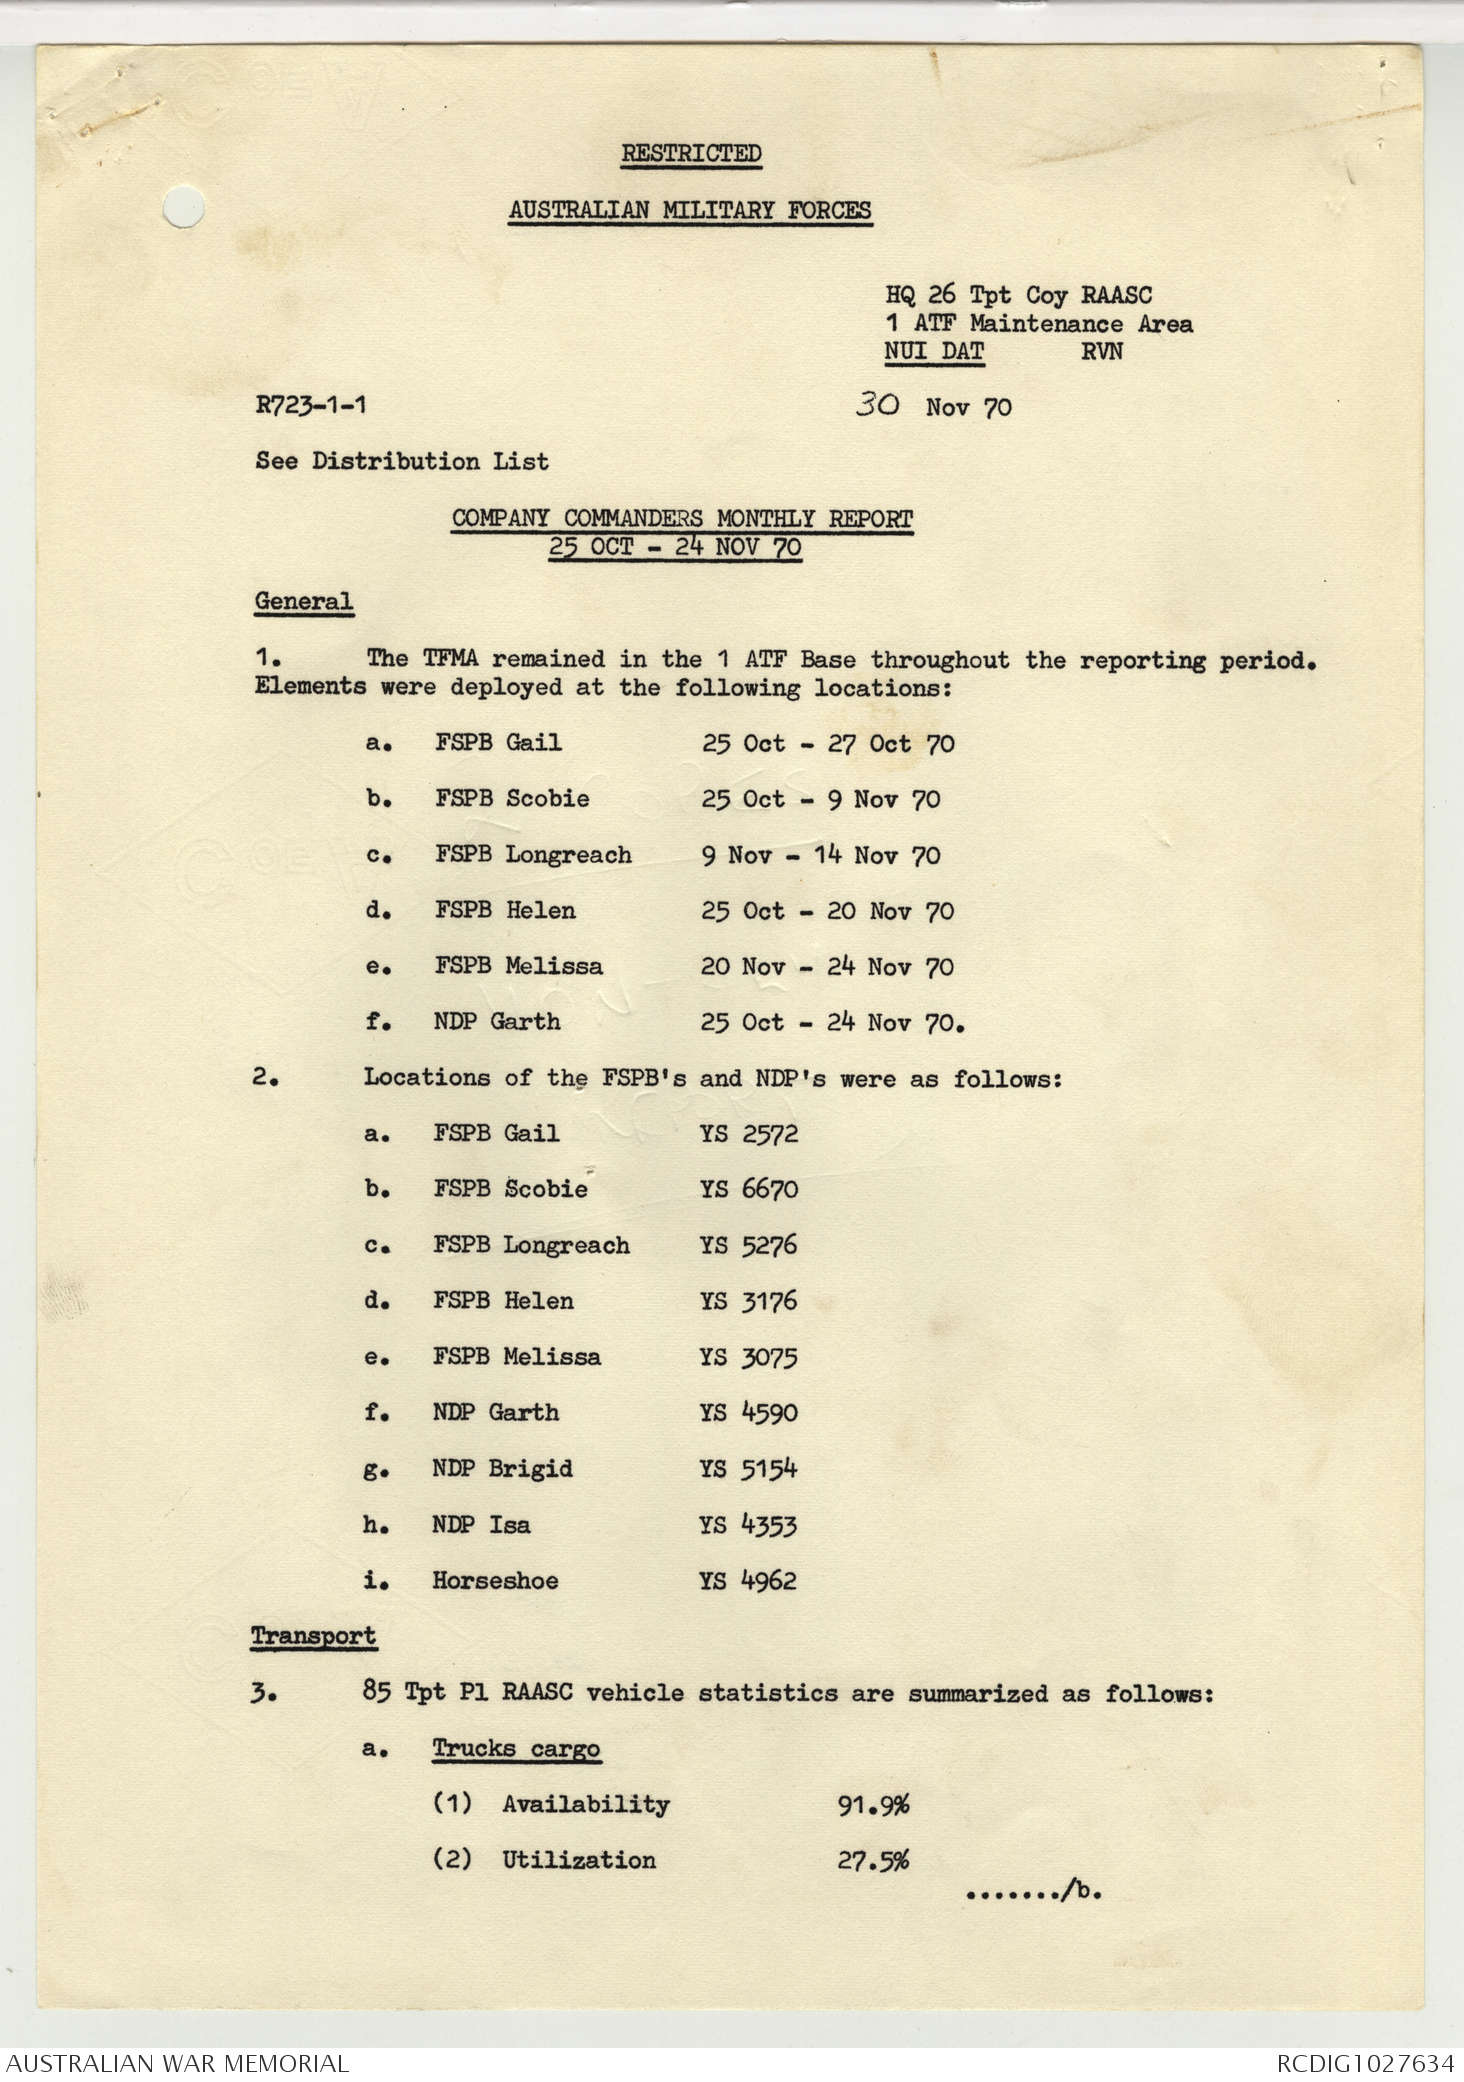 RESTRICTED
AUSTRALIAN MILITARY FORCES
HQ 26 Tpt Coy RAASC
1 ATF Maintenance Area
NUI DAT RVN
R723-1-1 30 Nov 70
See Distribution List
COMPANY COMMANDERS MONTHLY REPORT
25 OCT - 24 NOV 70
General
1. The TFMA remained in the 1 ATF Base throughout the reporting period.
Elements were deployed at the following locations:
a. FSPB Gail 25 Oct - 27 Oct 70
b. FSPB Scobie 25 Oct - 9 Nov 70
c. FSPB Longreach 9 Nov - 14 Nov 70
d. FSPB Helen 25 Oct - 20 Nov 70
e. FSPB Melissa 20 Nov - 24 Nov 70
f. NDP Garth 25 Oct - 24 Nov 70.
2. Locations of the FSPB's and NDP's were as follows:
a. FSPB Gail YS 2572
b. FSPB Scobie YS 6670
c. FSPB Longreach YS 5276
d. FSPB Helen YS 3176
e. FSPB Melissa YS 3075
f. NDP Garth YS 4590
g. NDP Brigid YS 5154
h. NDP Isa YS 4353
i. Horseshoe YS 4962
Transport
3. 85 Tpt Pl RAASC vehicle statistics are summarized as follows:
a. Trucks cargo
(1) Availability 91.9%
(2) Utilization 27.5%
......./b.
AUSTRALIAN WAR MEMORIAL RCDIG1027634